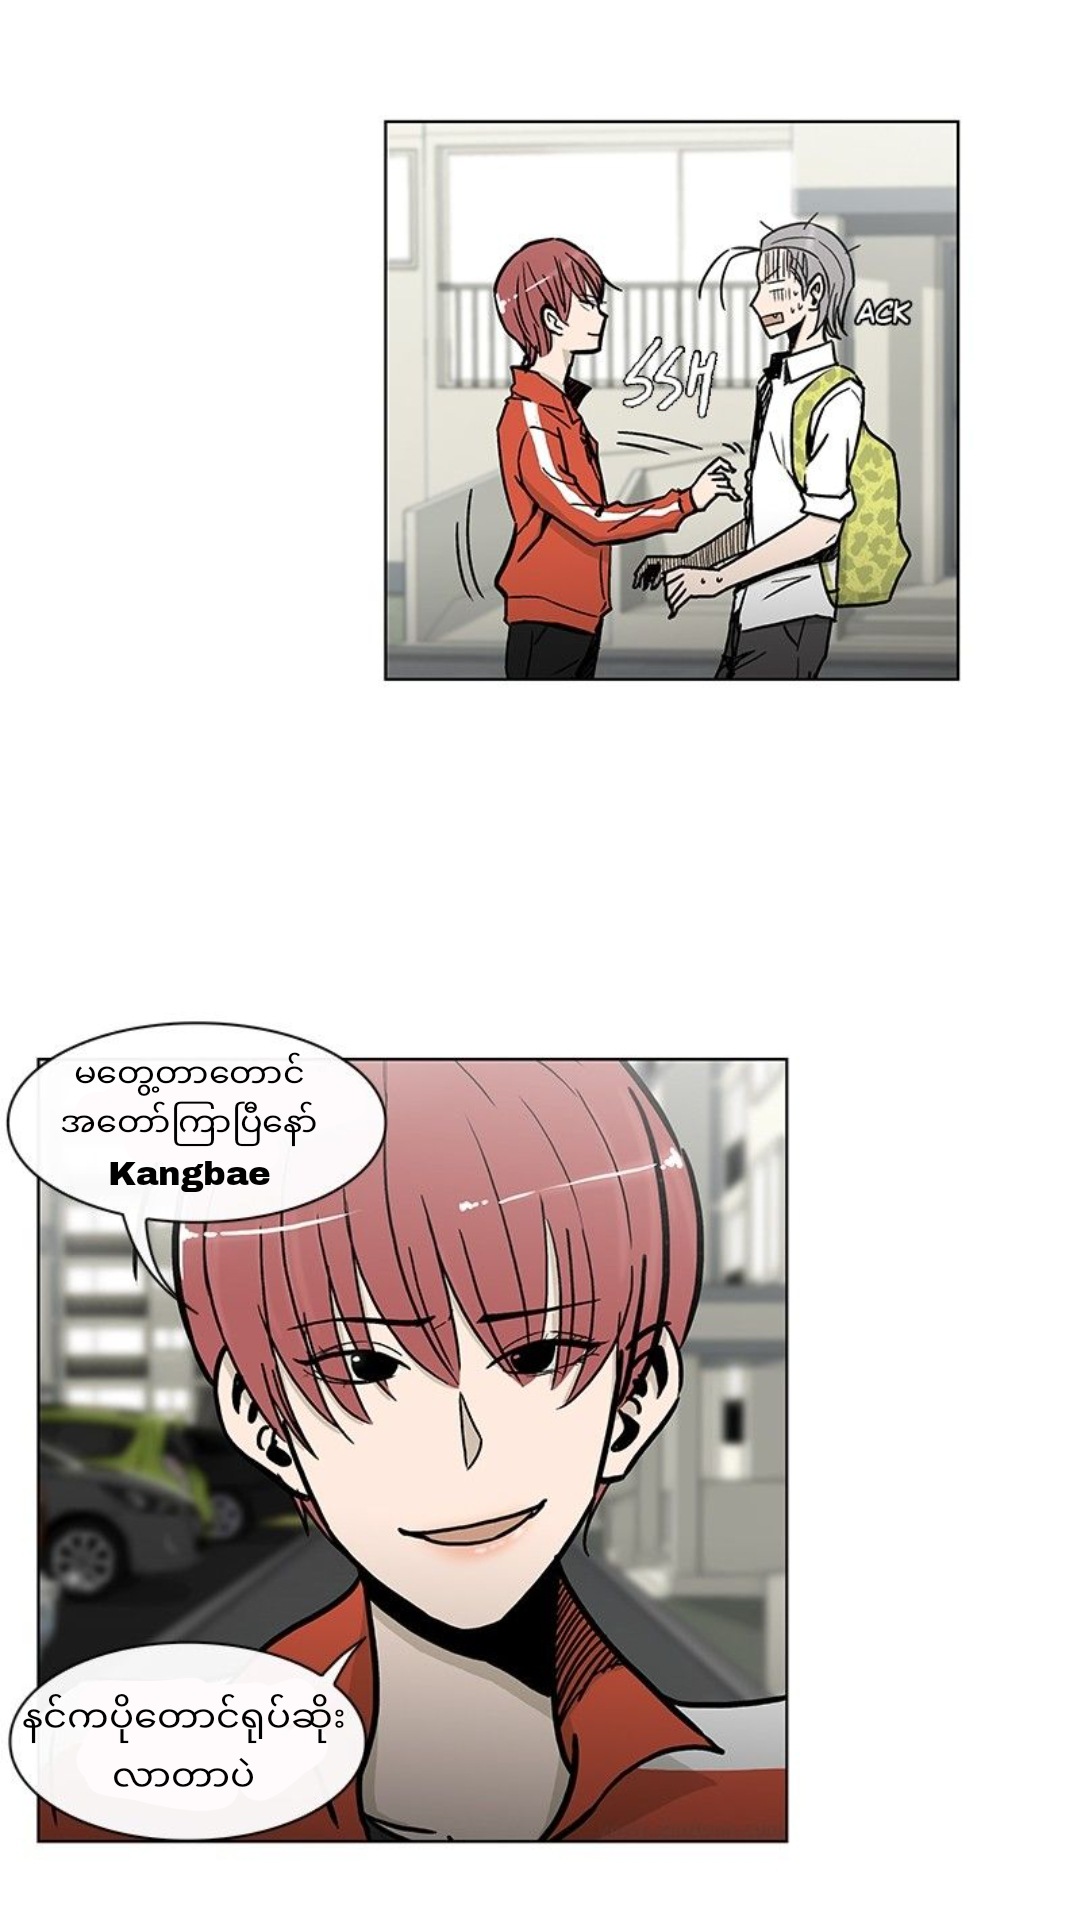 SSH
ACK
မတွေ့တာတောင်
အတော်ကြာပြီနော်
Kangbae
နင်ကပိုတောင်ရုပ်ဆိုး
လာတာပဲ